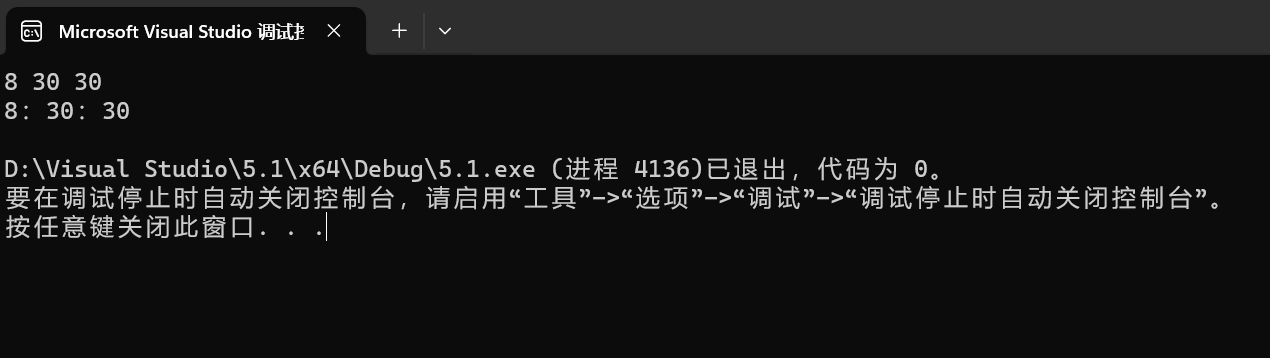 Microsoft Visual Studio 调试
8 30 30
8：30：30
D:\Visual Studio\5.1\x64\Debug\5.1.exe (进程 4136)已退出，代码为 0。
要在调试停止时自动关闭控制台，请启用“工具”->“选项”->“调试”->“调试停止时自动关闭控制台”。
按任意键关闭此窗口. . .